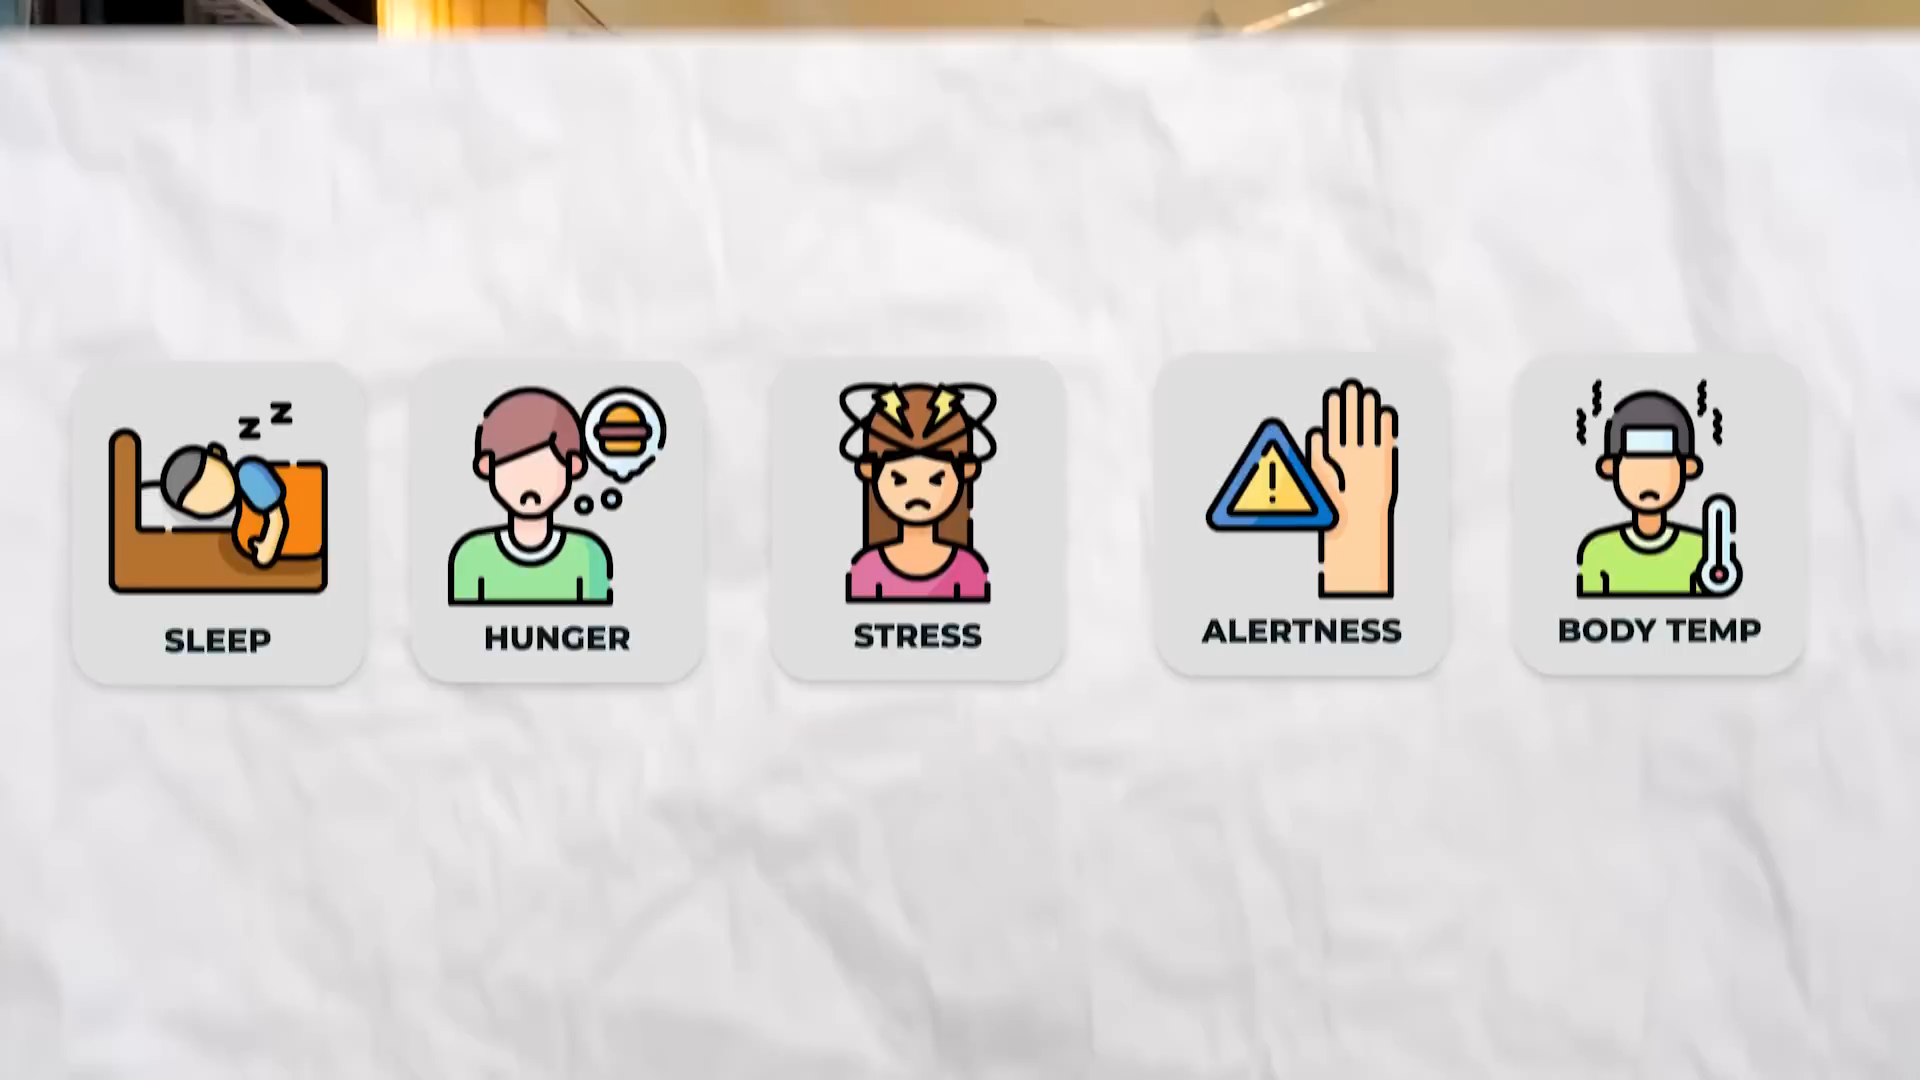 z z
SLEEP
HUNGER
STRESS
ALERTNESS
BODY TEMP